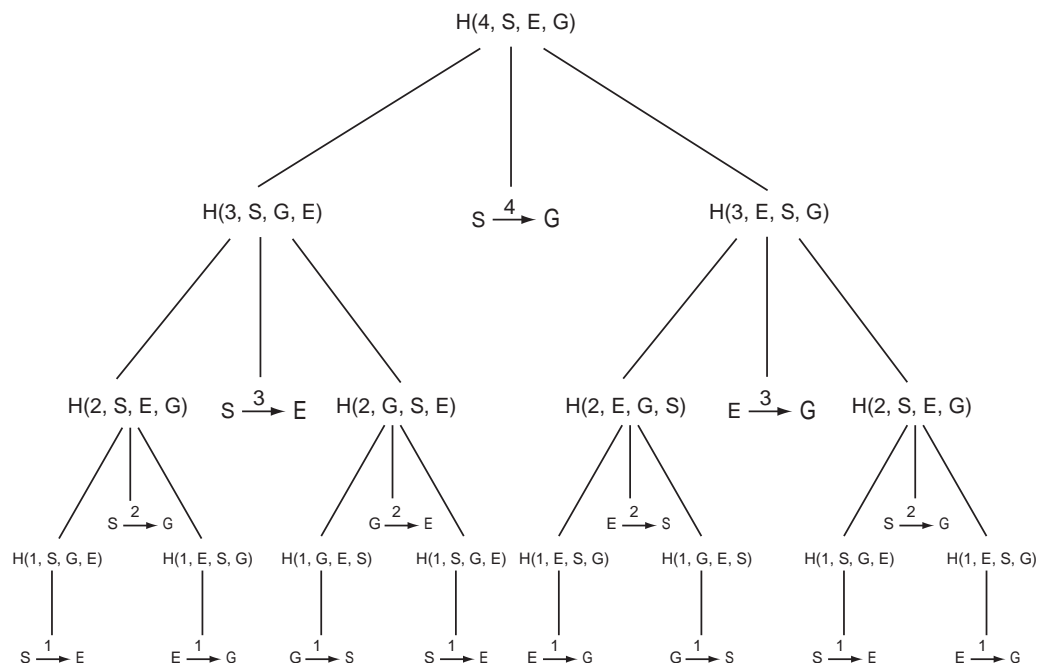 H(4, S, E, G)
H(3, S, G, E)
S 4 G
H(3, E, S, G)
H(2, S, E, G)
S 3 E
H(2, G, S, E)
H(2, E, G, S)
E 3 G
H(2, S, E, G)
S 2 G
G 2 E
E 2 S
S 2 G
H(1, S, G, E)
H(1, E, S, G)
H(1, G, E, S)
H(1, S, G, E)
H(1, E, S, G)
H(1, G, E, S)
H(1, S, G, E)
H(1, E, S, G)
S 1 E
E 1 G
G 1 S
S 1 E
E 1 G
G 1 S
S 1 E
E 1 G